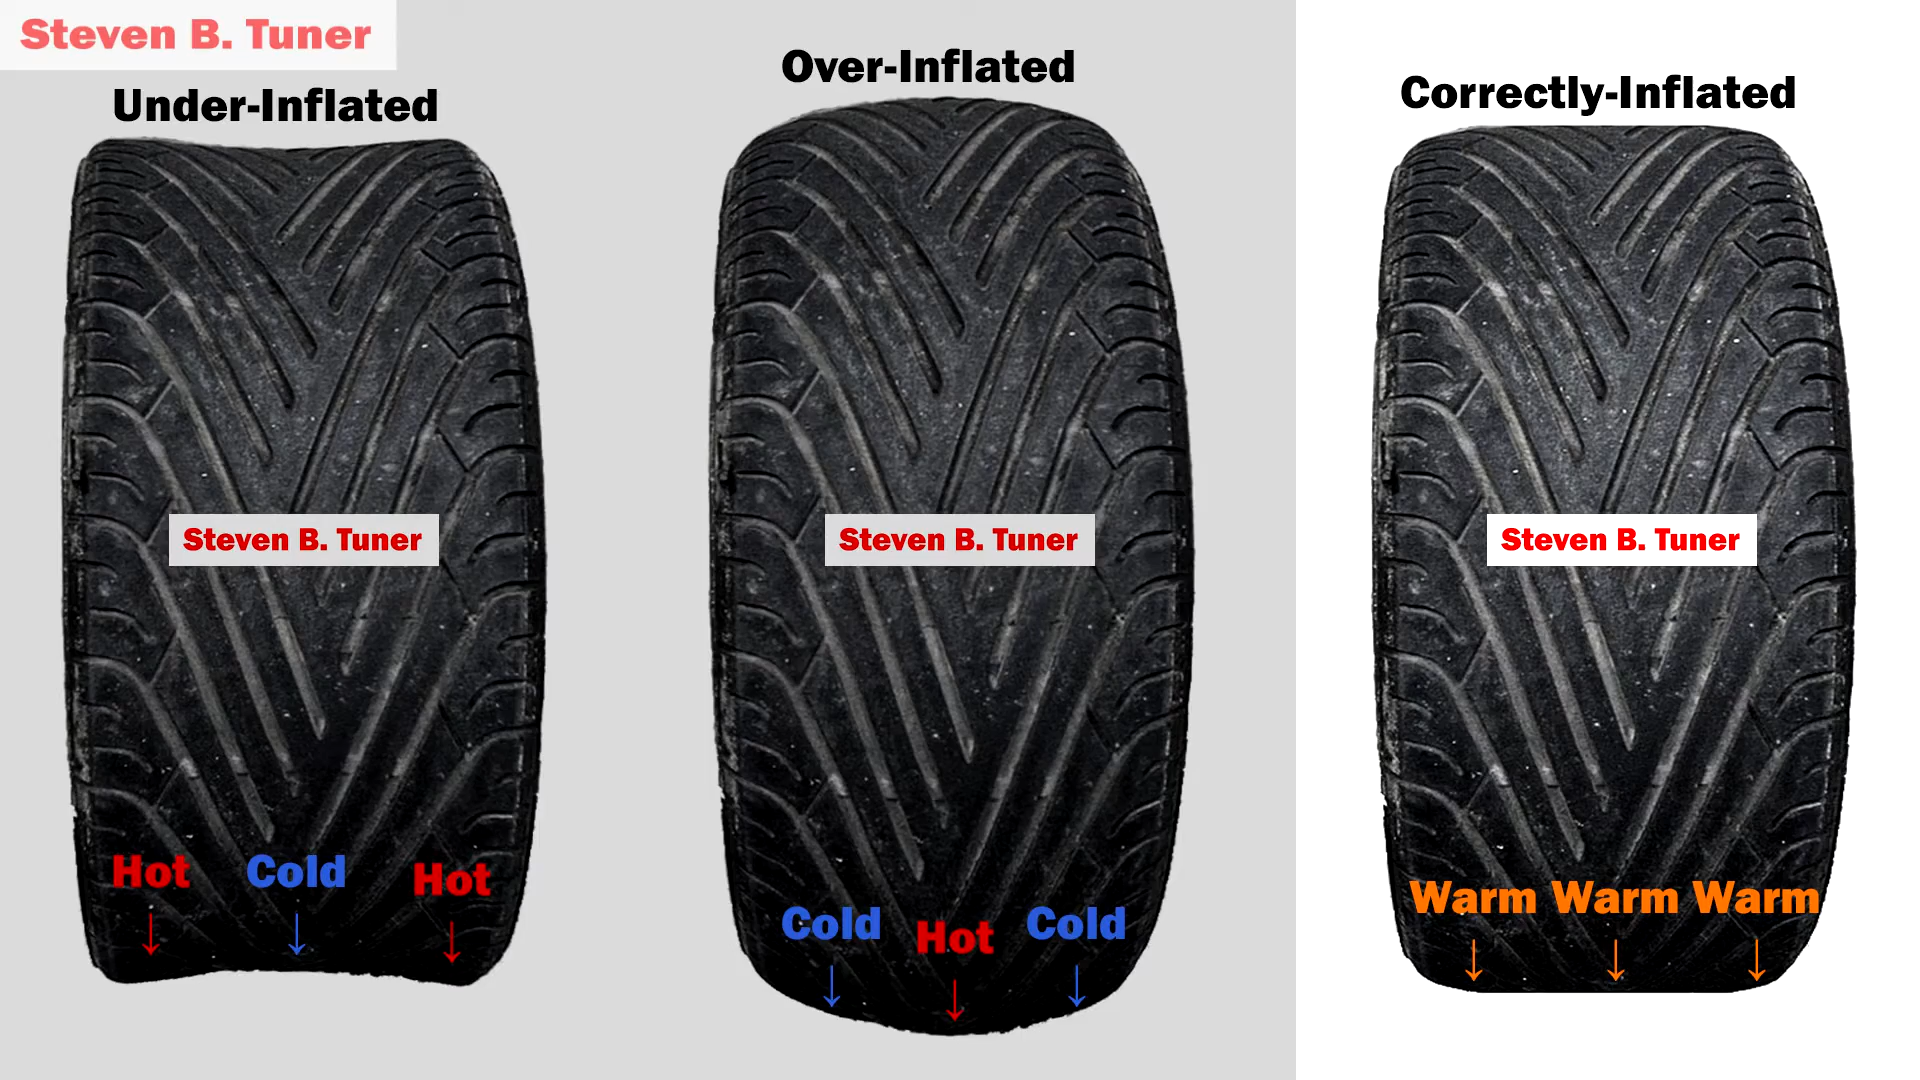 Steven B. Tuner
Under-Inflated
Over-Inflated
Correctly-Inflated
Steven B. Tuner
Steven B. Tuner
Steven B. Tuner
Hot Cold Hot
Cold Hot Cold
Warm Warm Warm